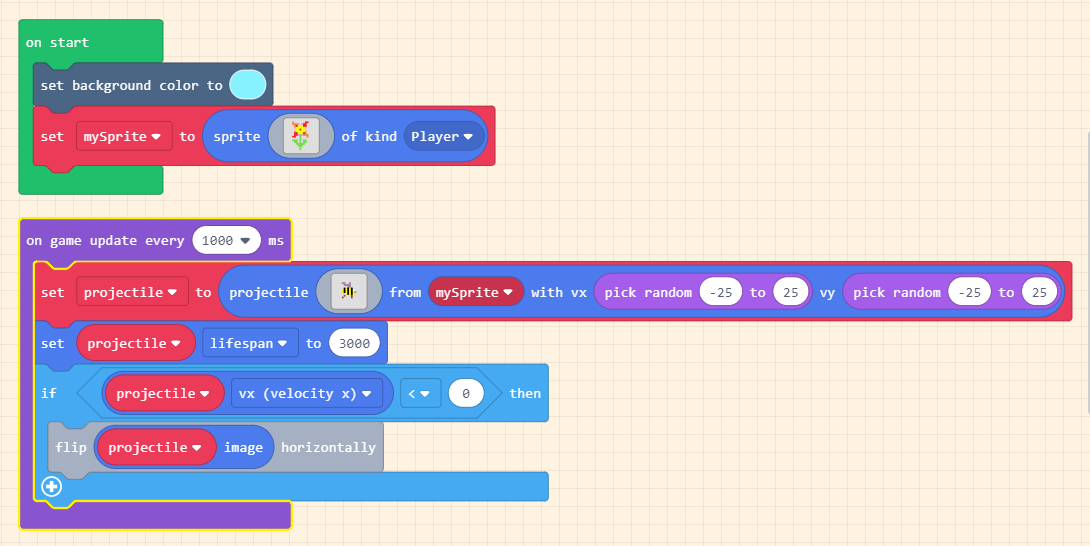 on start
set background color to
set mySprite to sprite of kind Player
on game update every 1000 ms
set projectile to projectile from mySprite with vx pick random -25 to 25 vy pick random -25 to 25
set projectile lifespan to 3000
if projectile vx (velocity x) < 0 then
flip projectile image horizontally